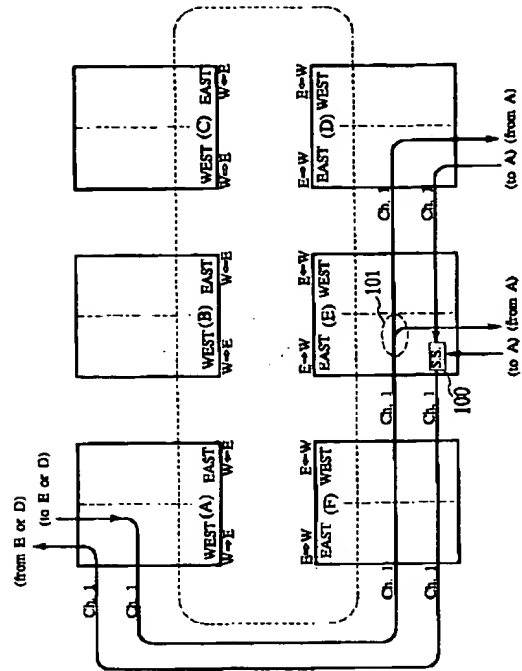 (from E or D)
(to E or D)
WEST (A) EAST
W→E W←E
WEST (B) EAST
W→E W←E
WEST (C) EAST
W→E W←E
Ch. 1
Ch. 1
E→W E←W
EAST (F) WEST
E→W E←W
EAST (E) WEST
E→W E←W
EAST (D) WEST
101
Ch. 1
Ch. 1
Ch. 1
Ch. 1
Ch. 1
Ch. 1
S.S.
100
(to A) (from A)
(to A) (from A)